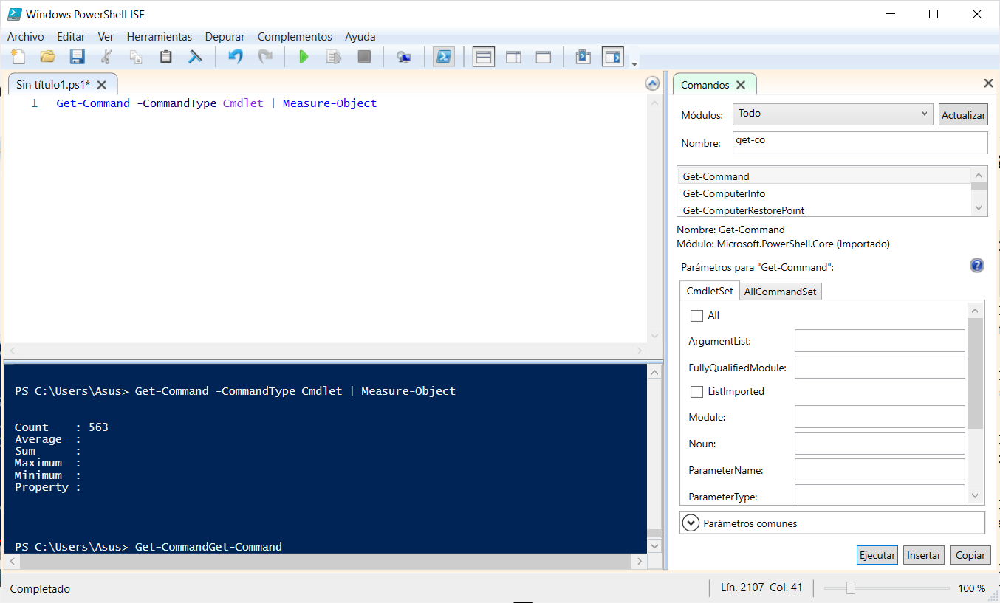 Windows PowerShell ISE
Archivo Editar Ver Herramientas Depurar Complementos Ayuda
Sin título1.ps1*
1 Get-Command -CommandType Cmdlet | Measure-Object
PS C:\Users\Asus> Get-Command -CommandType Cmdlet | Measure-Object
Count : 563
Average :
Sum :
Maximum :
Minimum :
Property :
PS C:\Users\Asus> Get-CommandGet-Command
Comandos
Módulos: Todo Actualizar
Nombre: get-co
Get-Command
Get-ComputerInfo
Get-ComputerRestorePoint
Nombre: Get-Command
Módulo: Microsoft.PowerShell.Core (Importado)
Parámetros para "Get-Command":
CmdletSet AllCommandSet
All
ArgumentList:
FullyQualifiedModule:
ListImported
Module:
Noun:
ParameterName:
ParameterType:
Parámetros comunes
Ejecutar Insertar Copiar
Completado Lín. 2107 Col. 41 100 %